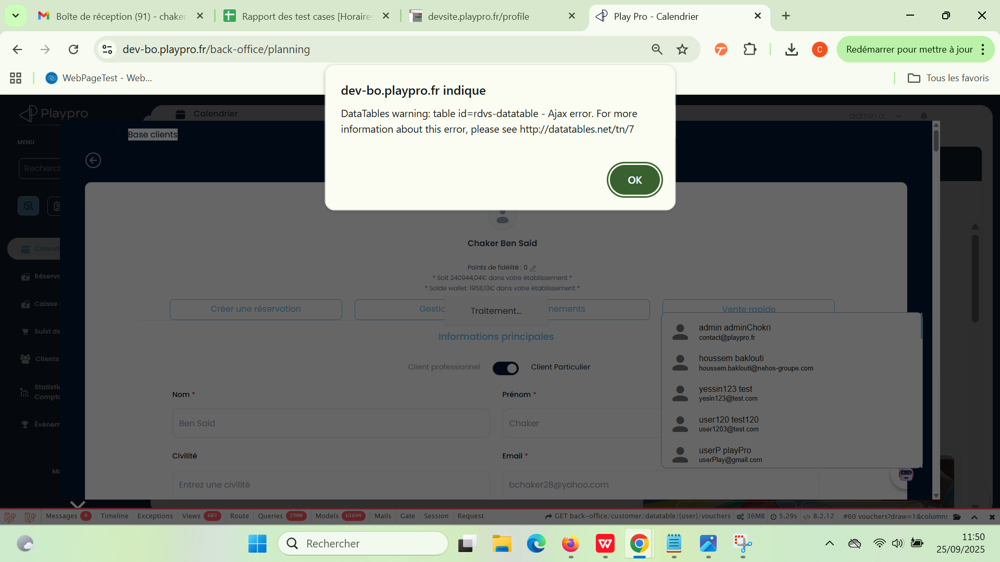 Boîte de réception (91) - chaker
Rapport des test cases [Horaire
devsite.playpro.fr/profile
Play Pro - Calendrier
dev-bo.playpro.fr/back-office/planning
C
Redémarrer pour mettre à jour
WebPageTest - Web...
Tous les favoris
dev-bo.playpro.fr indique
DataTables warning: table id=rdvs-datatable - Ajax error. For more
information about this error, please see http://datatables.net/tn/7
OK
Playpro
Calendrier
admin a.
Base clients
MENU
Recherc
Chaker Ben Said
Points de fidélité : 0
* Soit 240944,04€ dans votre établissement *
* Solde wallet: 1958,13€ dans votre établissement *
Créer une réservation
Gestio
nements
Vente rapide
Traitement...
Informations principales
Client professionnel
Client Particulier
Nom *
Prénom *
Ben Said
Chaker
Civilité
Email *
Entrez une civilité
bchaker28@yahoo.com
Calend
Réserva
Caisse
Suivi de
Clients
Statistic
Compta
Évènem
Mo
admin adminChokri
contact@playpro.fr
houssem baklouti
houssem.baklouti@nehos-groupe.com
yessin123 test
yesin123@test.com
user120 test120
user1203@test.com
userP playPro
userPlay@gmail.com
Messages 4 Timeline Exceptions Views 603 Route Queries 2900 Models 61694 Mails Gate Session Request GET back-office/customer/datatable/{user}/vouchers 36MB 5.29s 8.2.12 #60 vouchers?draw=1&columns
Rechercher
11:50
25/09/2025